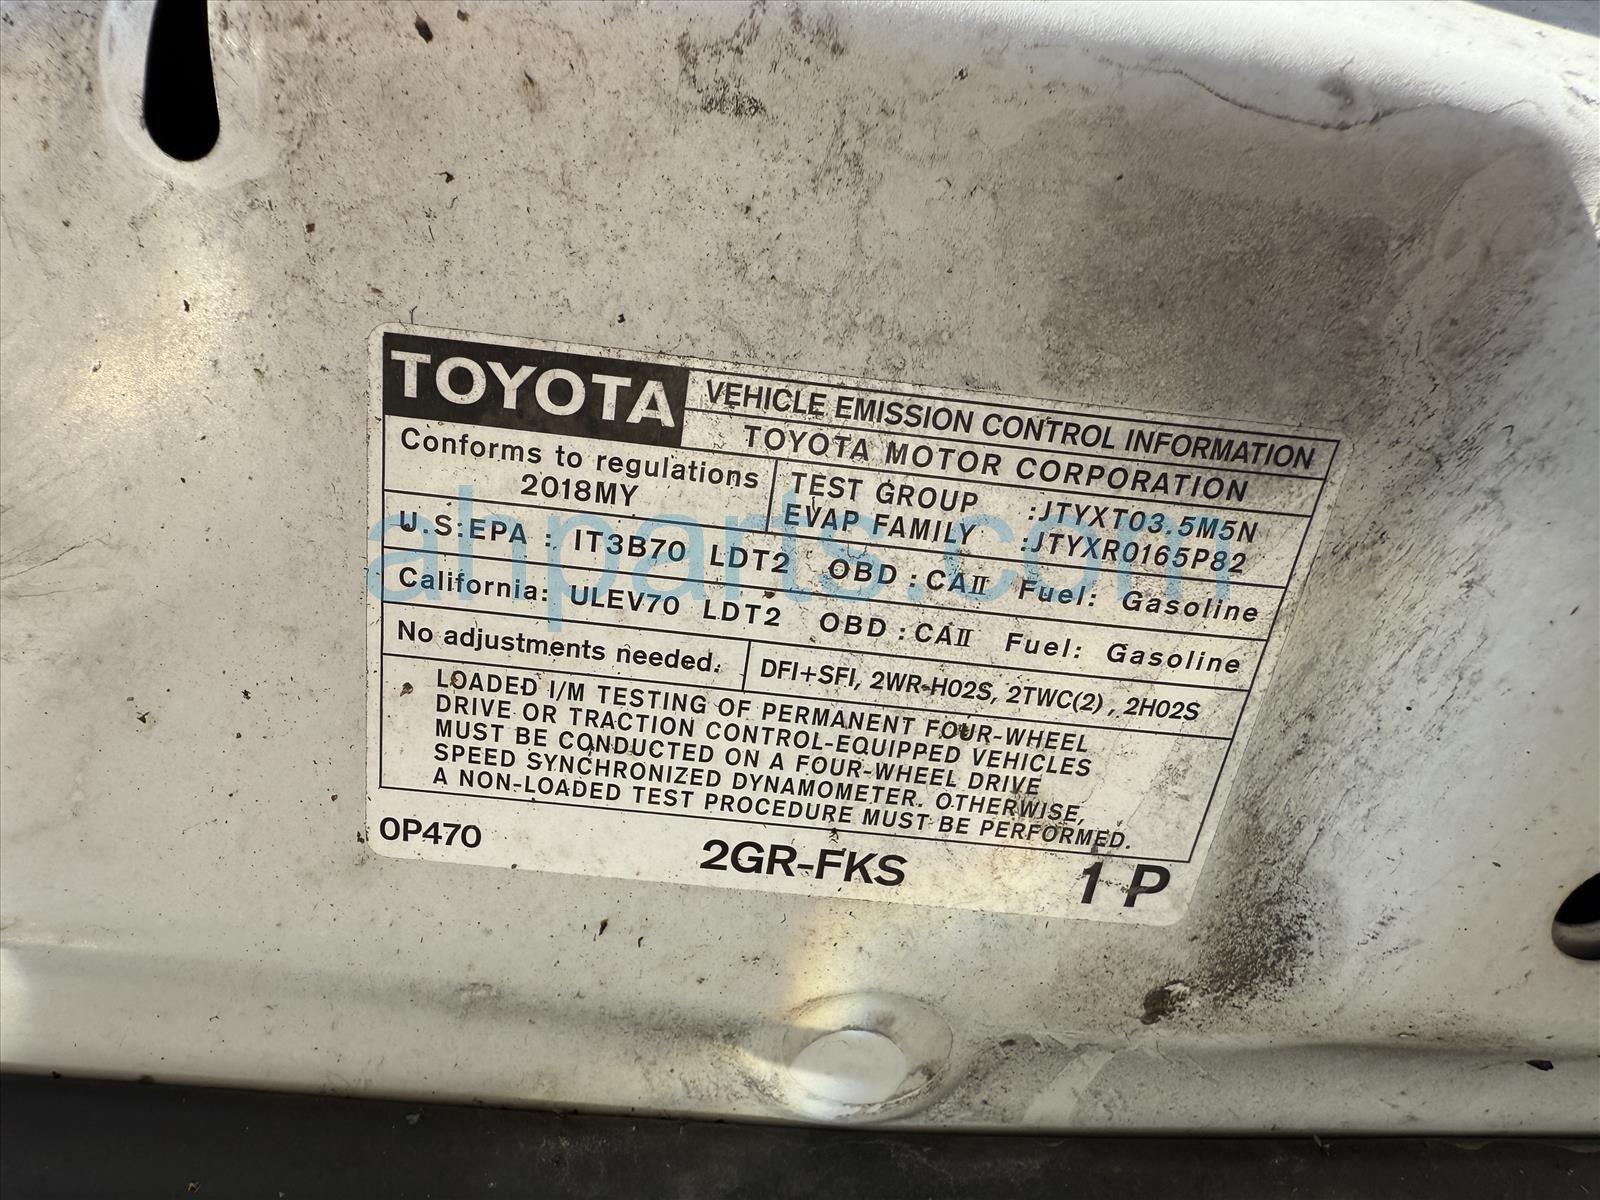 TOYOTA
VEHICLE EMISSION CONTROL INFORMATION
TOYOTA MOTOR CORPORATION
Conforms to regulations
2018MY
TEST GROUP :JTYXT03.5M5N
EVAP FAMILY :JTYXR0165P82
U.S.EPA : IT3B70 LDT2 OBD : CAII Fuel: Gasoline
California: ULEV70 LDT2 OBD : CAII Fuel: Gasoline
No adjustments needed.
DFI+SFI, 2WR-HO2S, 2TWC(2), 2HO2S
LOADED I/M TESTING OF PERMANENT FOUR-WHEEL
DRIVE OR TRACTION CONTROL-EQUIPPED VEHICLES
MUST BE CONDUCTED ON A FOUR-WHEEL DRIVE
SPEED SYNCHRONIZED DYNAMOMETER. OTHERWISE,
A NON-LOADED TEST PROCEDURE MUST BE PERFORMED.
0P470
2GR-FKS
1 P
ahparts.com